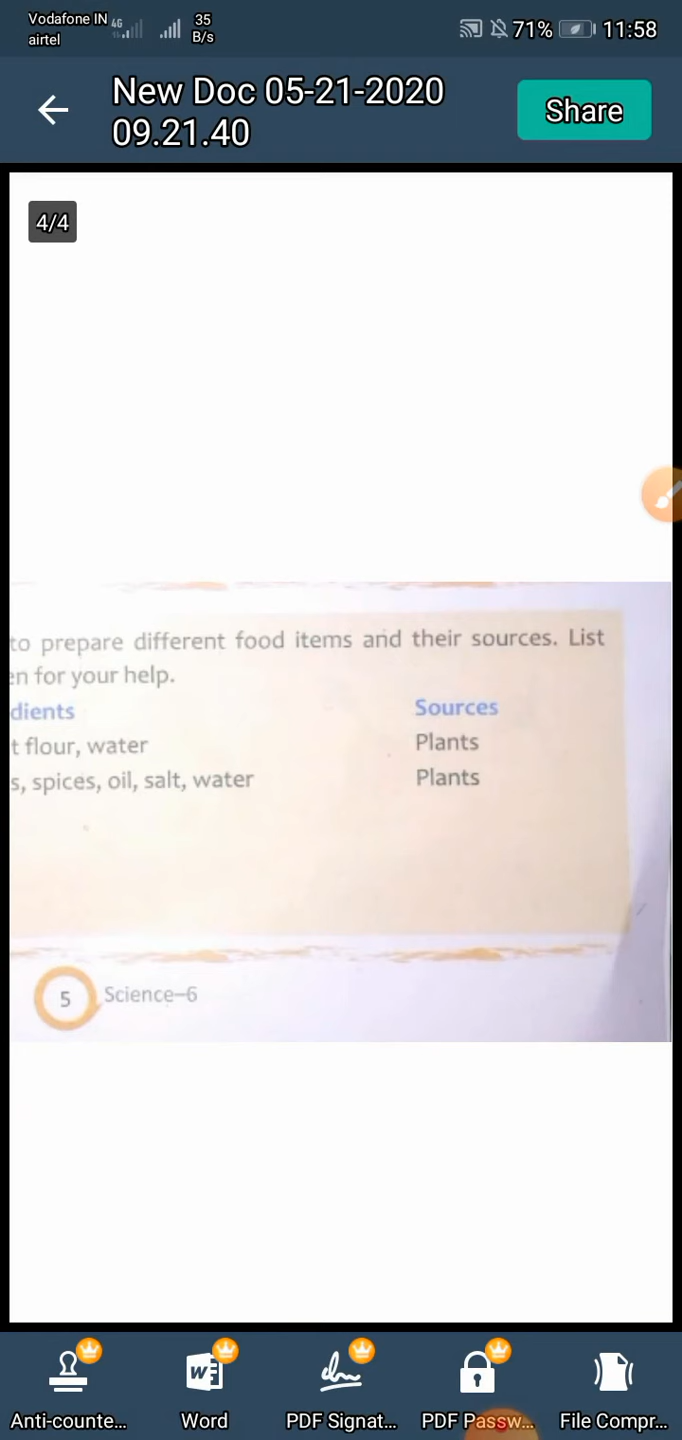 Vodafone IN 4G
airtel
35
B/s
71%
11:58
New Doc 05-21-2020
09.21.40
Share
4/4
to prepare different food items and their sources. List
en for your help.
dients Sources
t flour, water Plants
s, spices, oil, salt, water Plants
5 Science–6
W
Anti-counte... Word PDF Signat... PDF Passw... File Compr...